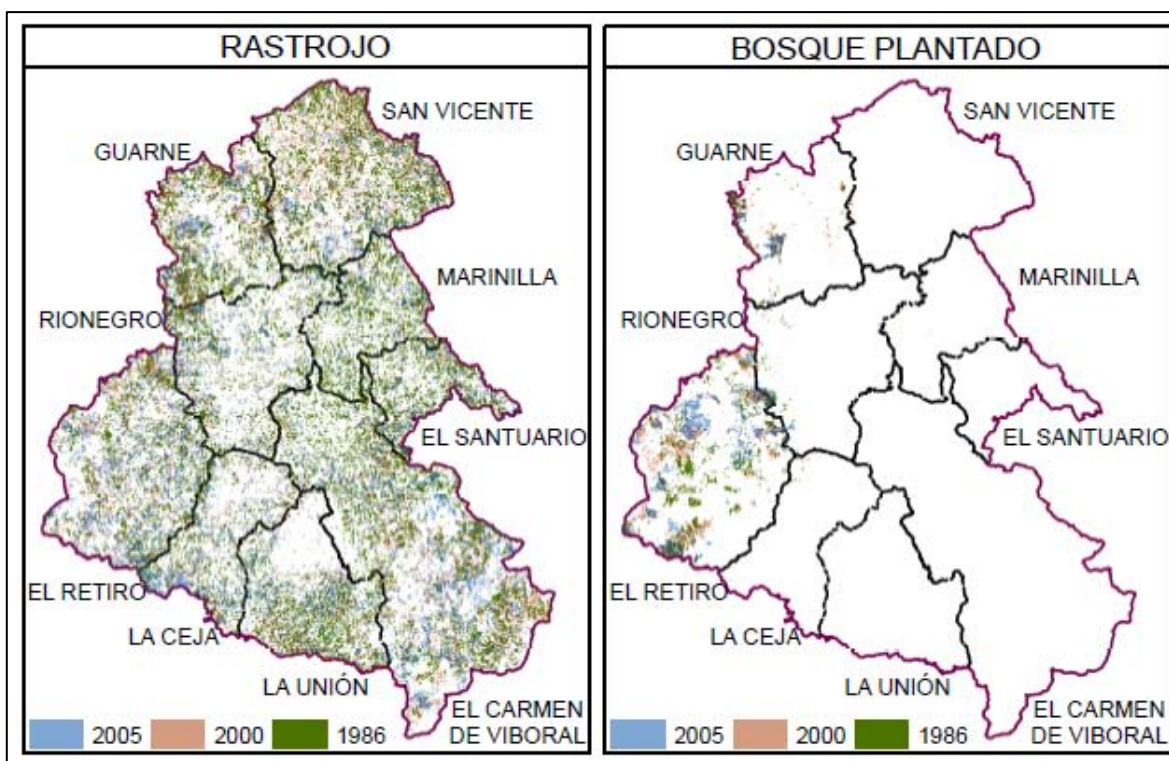 RASTROJO
SAN VICENTE
GUARNE
MARINILLA
RIONEGRO
EL SANTUARIO
EL RETIRO
LA CEJA
LA UNIÓN
EL CARMEN
DE VIBORAL
2005 2000 1986
BOSQUE PLANTADO
SAN VICENTE
GUARNE
MARINILLA
RIONEGRO
EL SANTUARIO
EL RETIRO
LA CEJA
LA UNIÓN
EL CARMEN
DE VIBORAL
2005 2000 1986